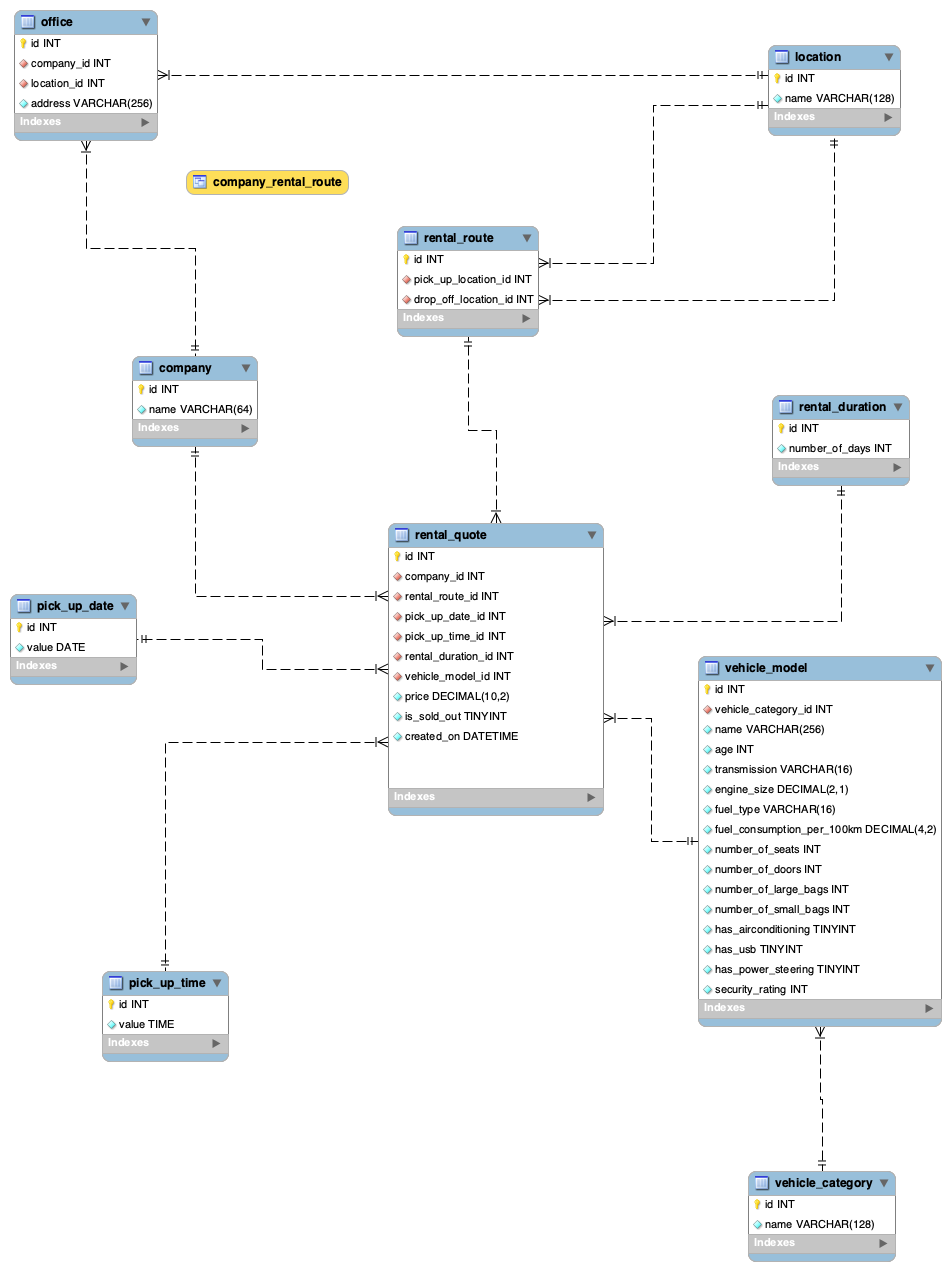 office
id INT
company_id INT
location_id INT
address VARCHAR(256)
Indexes
location
id INT
name VARCHAR(128)
Indexes
company_rental_route
rental_route
id INT
pick_up_location_id INT
drop_off_location_id INT
Indexes
company
id INT
name VARCHAR(64)
Indexes
rental_duration
id INT
number_of_days INT
Indexes
rental_quote
id INT
company_id INT
rental_route_id INT
pick_up_date_id INT
pick_up_time_id INT
rental_duration_id INT
vehicle_model_id INT
price DECIMAL(10,2)
is_sold_out TINYINT
created_on DATETIME
Indexes
pick_up_date
id INT
value DATE
Indexes
vehicle_model
id INT
vehicle_category_id INT
name VARCHAR(256)
age INT
transmission VARCHAR(16)
engine_size DECIMAL(2,1)
fuel_type VARCHAR(16)
fuel_consumption_per_100km DECIMAL(4,2)
number_of_seats INT
number_of_doors INT
number_of_large_bags INT
number_of_small_bags INT
has_airconditioning TINYINT
has_usb TINYINT
has_power_steering TINYINT
security_rating INT
Indexes
pick_up_time
id INT
value TIME
Indexes
vehicle_category
id INT
name VARCHAR(128)
Indexes